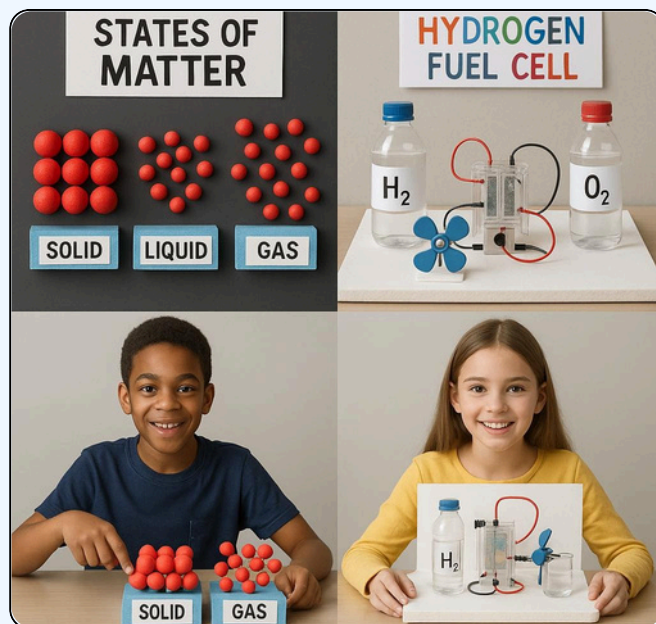 STATES OF
MATTER
SOLID
LIQUID
GAS
HYDROGEN
FUEL CELL
H₂
O₂
SOLID
GAS
H₂